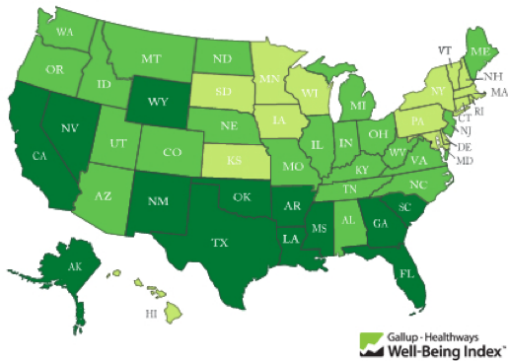 WA
OR
CA
NV
ID
MT
WY
UT
AZ
CO
NM
ND
SD
NE
KS
OK
TX
MN
IA
MO
AR
LA
WI
IL
MI
IN
OH
KY
TN
MS
AL
GA
FL
SC
NC
VA
WV
PA
NY
VT
ME
NH
MA
RI
CT
NJ
DE
MD
AK
HI
Gallup - Healthways
Well-Being Index™